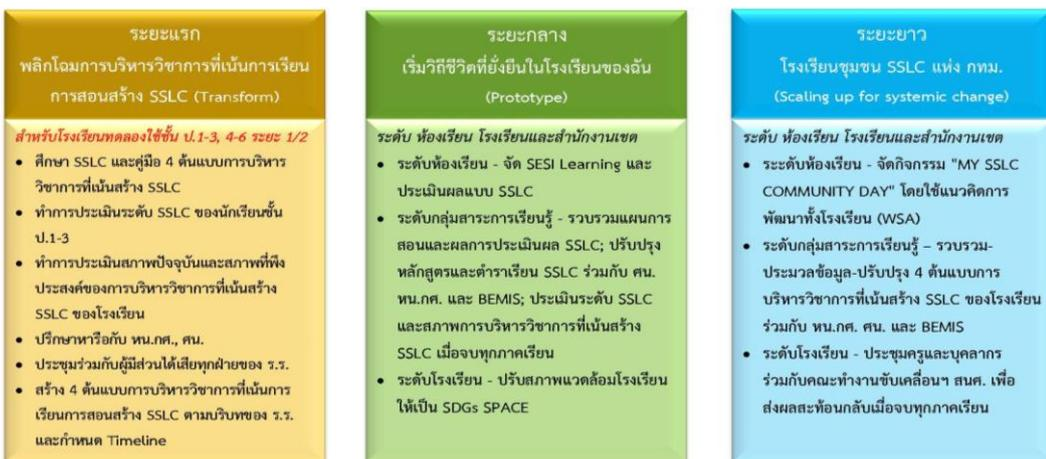 ระยะแรก
พลิกโฉมการบริหารวิชาการที่เน้นการเรียน
การสอนสร้าง SSLC (Transform)
สำหรับโรงเรียนทดลองใช้ชั้น ป.1-3, 4-6 ระยะ 1/2
• ศึกษา SSLC และคู่มือ 4 ต้นแบบการบริหาร
วิชาการที่เน้นสร้าง SSLC
• ทำการประเมินระดับ SSLC ของนักเรียนชั้น
ป.1-3
• ทำการประเมินสภาพปัจจุบันและสภาพที่พึง
ประสงค์ของการบริหารวิชาการที่เน้นสร้าง
SSLC ของโรงเรียน
• ปรึกษาหารือกับ หน.กศ., ศน.
• ประชุมร่วมกับผู้มีส่วนได้เสียทุกฝ่ายของ ร.ร.
• สร้าง 4 ต้นแบบการบริหารวิชาการที่เน้นการ
เรียนการสอนสร้าง SSLC ตามบริบทของ ร.ร.
และกำหนด Timeline
ระยะกลาง
เริ่มวิถีชีวิตที่ยั่งยืนในโรงเรียนของฉัน
(Prototype)
ระดับ ห้องเรียน โรงเรียนและสำนักงานเขต
• ระดับห้องเรียน - จัด SESI Learning และ
ประเมินผลแบบ SSLC
• ระดับกลุ่มสาระการเรียนรู้ - รวบรวมแผนการ
สอนและผลการประเมินผล SSLC; ปรับปรุง
หลักสูตรและตำราเรียน SSLC ร่วมกับ ศน.
หน.กศ. และ BEMIS; ประเมินระดับ SSLC
และสภาพการบริหารวิชาการที่เน้นสร้าง
SSLC เมื่อจบทุกภาคเรียน
• ระดับโรงเรียน - ปรับสภาพแวดล้อมโรงเรียน
ให้เป็น SDGs SPACE
ระยะยาว
โรงเรียนชุมชน SSLC แห่ง กทม.
(Scaling up for systemic change)
ระดับ ห้องเรียน โรงเรียนและสำนักงานเขต
• ระะดับห้องเรียน - จัดกิจกรรม "MY SSLC
COMMUNITY DAY" โดยใช้แนวคิดการ
พัฒนาทั้งโรงเรียน (WSA)
• ระดับกลุ่มสาระการเรียนรู้ – รวบรวม-
ประมวลข้อมูล-ปรับปรุง 4 ต้นแบบการ
บริหารวิชาการที่เน้นสร้าง SSLC ของโรงเรียน
ร่วมกับ หน.กศ. ศน. และ BEMIS
• ระดับโรงเรียน - ประชุมครูและบุคลากร
ร่วมกับคณะทำงานขับเคลื่อนฯ สนศ. เพื่อ
ส่งผลสะท้อนกลับเมื่อจบทุกภาคเรียน